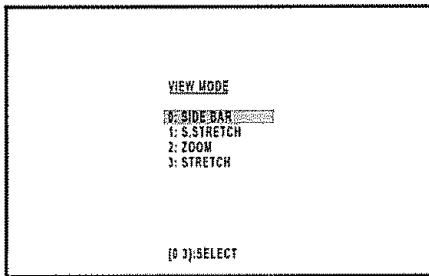 VIEW MODE
0: SIDE BAR
1: S.STRETCH
2: ZOOM
3: STRETCH
[0 3]:SELECT